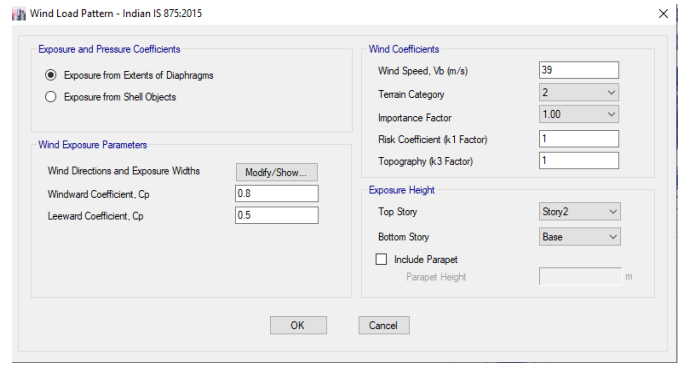 Wind Load Pattern - Indian IS 875:2015
Exposure and Pressure Coefficients
Exposure from Extents of Diaphragms
Exposure from Shell Objects
Wind Exposure Parameters
Wind Directions and Exposure Widths Modify/Show...
Windward Coefficient, Cp 0.8
Leeward Coefficient, Cp 0.5
Wind Coefficients
Wind Speed, Vb (m/s) 39
Terrain Category 2
Importance Factor 1.00
Risk Coefficient (k1 Factor) 1
Topography (k3 Factor) 1
Exposure Height
Top Story Story2
Bottom Story Base
Include Parapet
Parapet Height m
OK Cancel